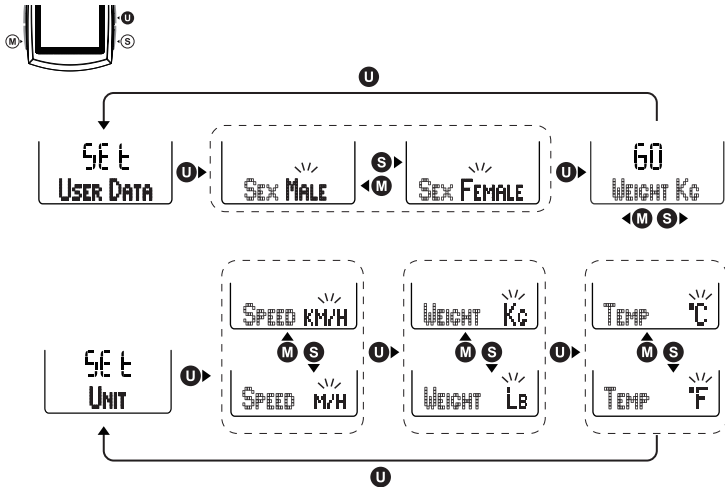 U
M S
U
SEt
USER DATA
U
SEX MALE
S
M
SEX FEMALE
U
60
WEIGHT KG
M S
SPEED KM/H
M S
SPEED M/H
WEIGHT KG
M S
WEIGHT LB
TEMP °C
M S
TEMP °F
SEt
UNIT
U
U
U
U